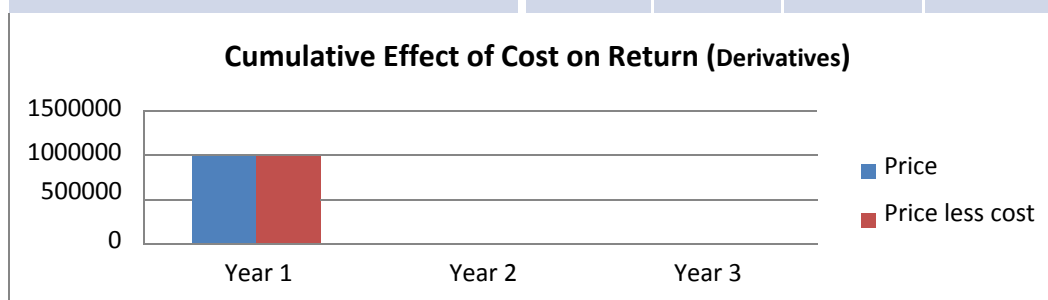 Cumulative Effect of Cost on Return (Derivatives)
1500000
1000000
500000
0
Year 1 Year 2 Year 3
Price
Price less cost